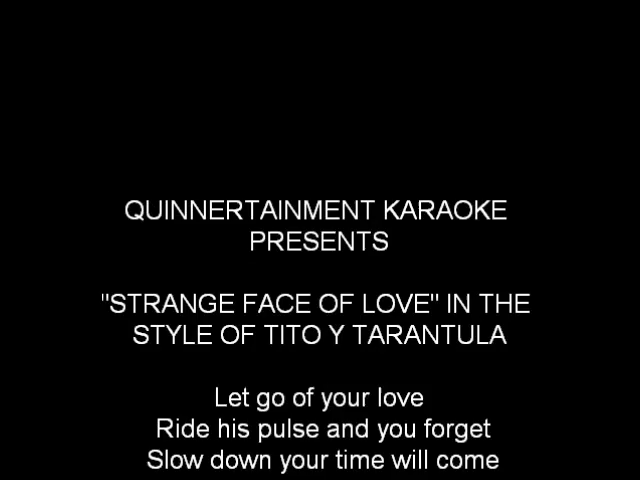 QUINNERTAINMENT KARAOKE
PRESENTS
"STRANGE FACE OF LOVE" IN THE
STYLE OF TITO Y TARANTULA
Let go of your love
Ride his pulse and you forget
Slow down your time will come